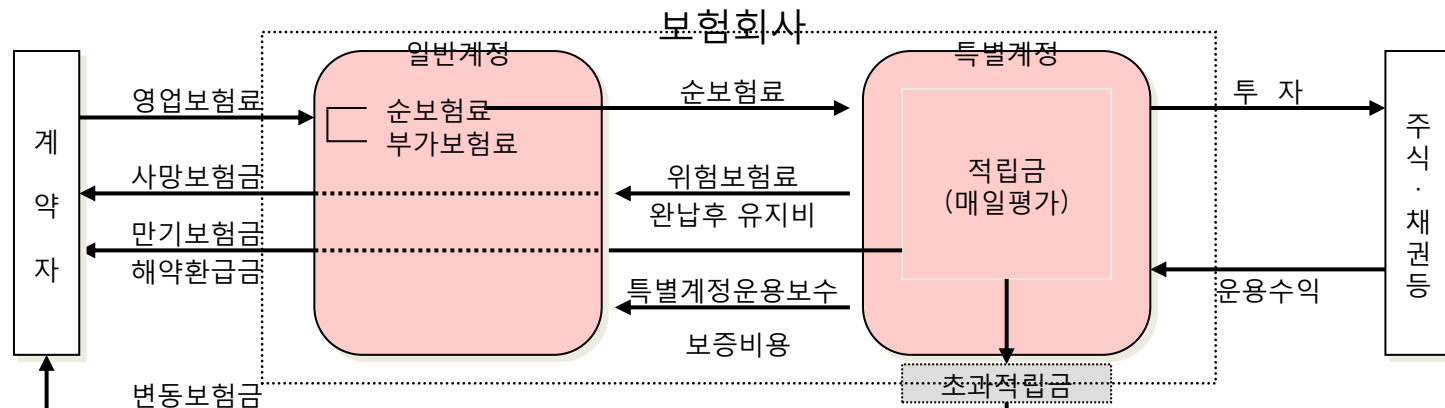 보험회사
일반계정
특별계정
영업보험료
순보험료
부가보험료
순보험료
투 자
계약자
사망보험금
위험보험료
완납후 유지비
적립금
(매일평가)
주식·채권등
만기보험금
해약환급금
특별계정운용보수
보증비용
운용수익
변동보험금
초과적립금